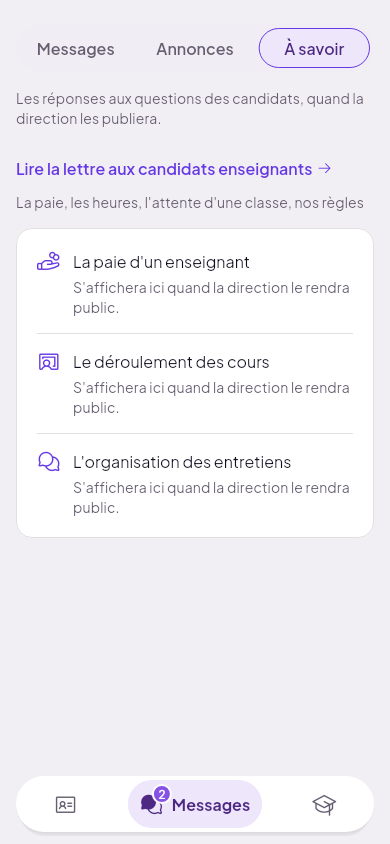 Messages
Annonces
À savoir
Les réponses aux questions des candidats, quand la
direction les publiera.
Lire la lettre aux candidats enseignants →
La paie, les heures, l'attente d'une classe, nos règles
La paie d'un enseignant
S'affichera ici quand la direction le rendra
public.
Le déroulement des cours
S'affichera ici quand la direction le rendra
public.
L'organisation des entretiens
S'affichera ici quand la direction le rendra
public.
2
Messages